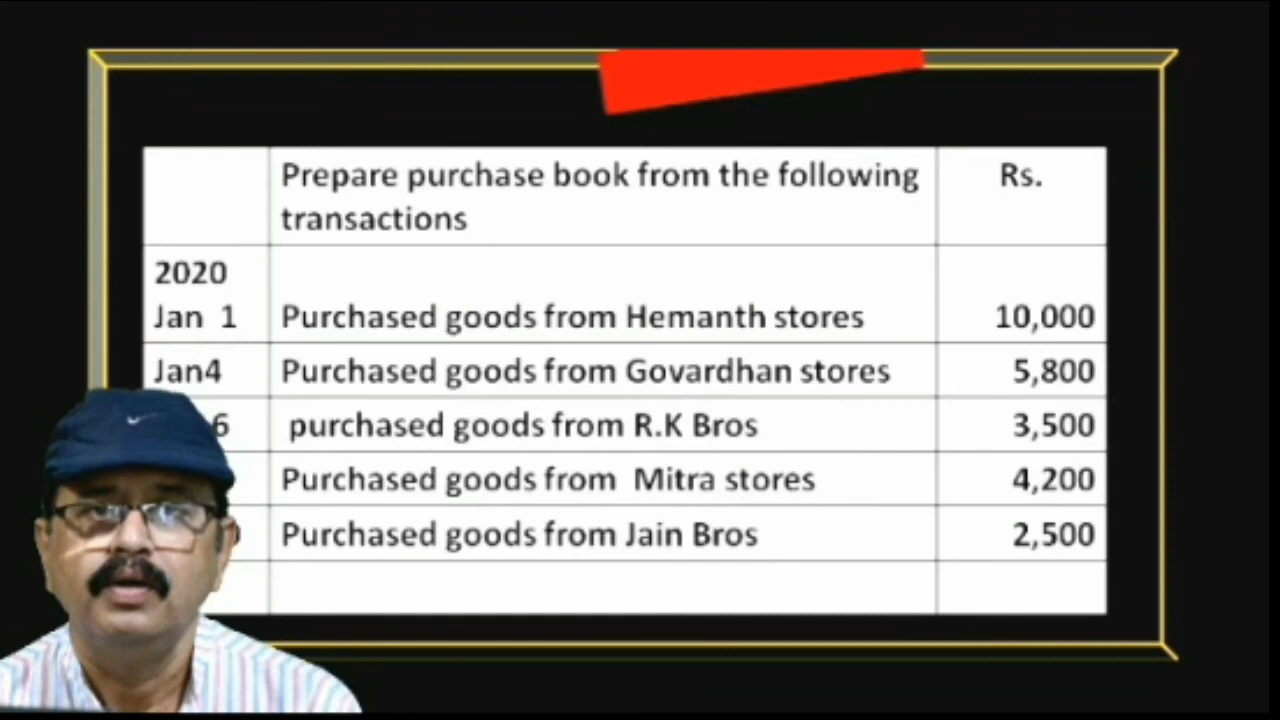 Prepare purchase book from the following Rs.
transactions
2020
Jan 1 Purchased goods from Hemanth stores 10,000
Jan4 Purchased goods from Govardhan stores 5,800
6 purchased goods from R.K Bros 3,500
Purchased goods from Mitra stores 4,200
Purchased goods from Jain Bros 2,500